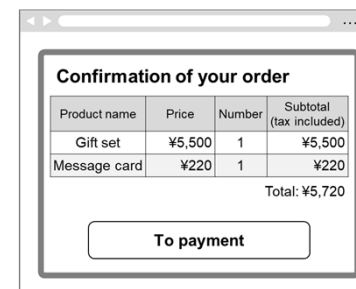 Confirmation of your order
Product name Price Number Subtotal
(tax included)
Gift set ¥5,500 1 ¥5,500
Message card ¥220 1 ¥220
Total: ¥5,720
To payment